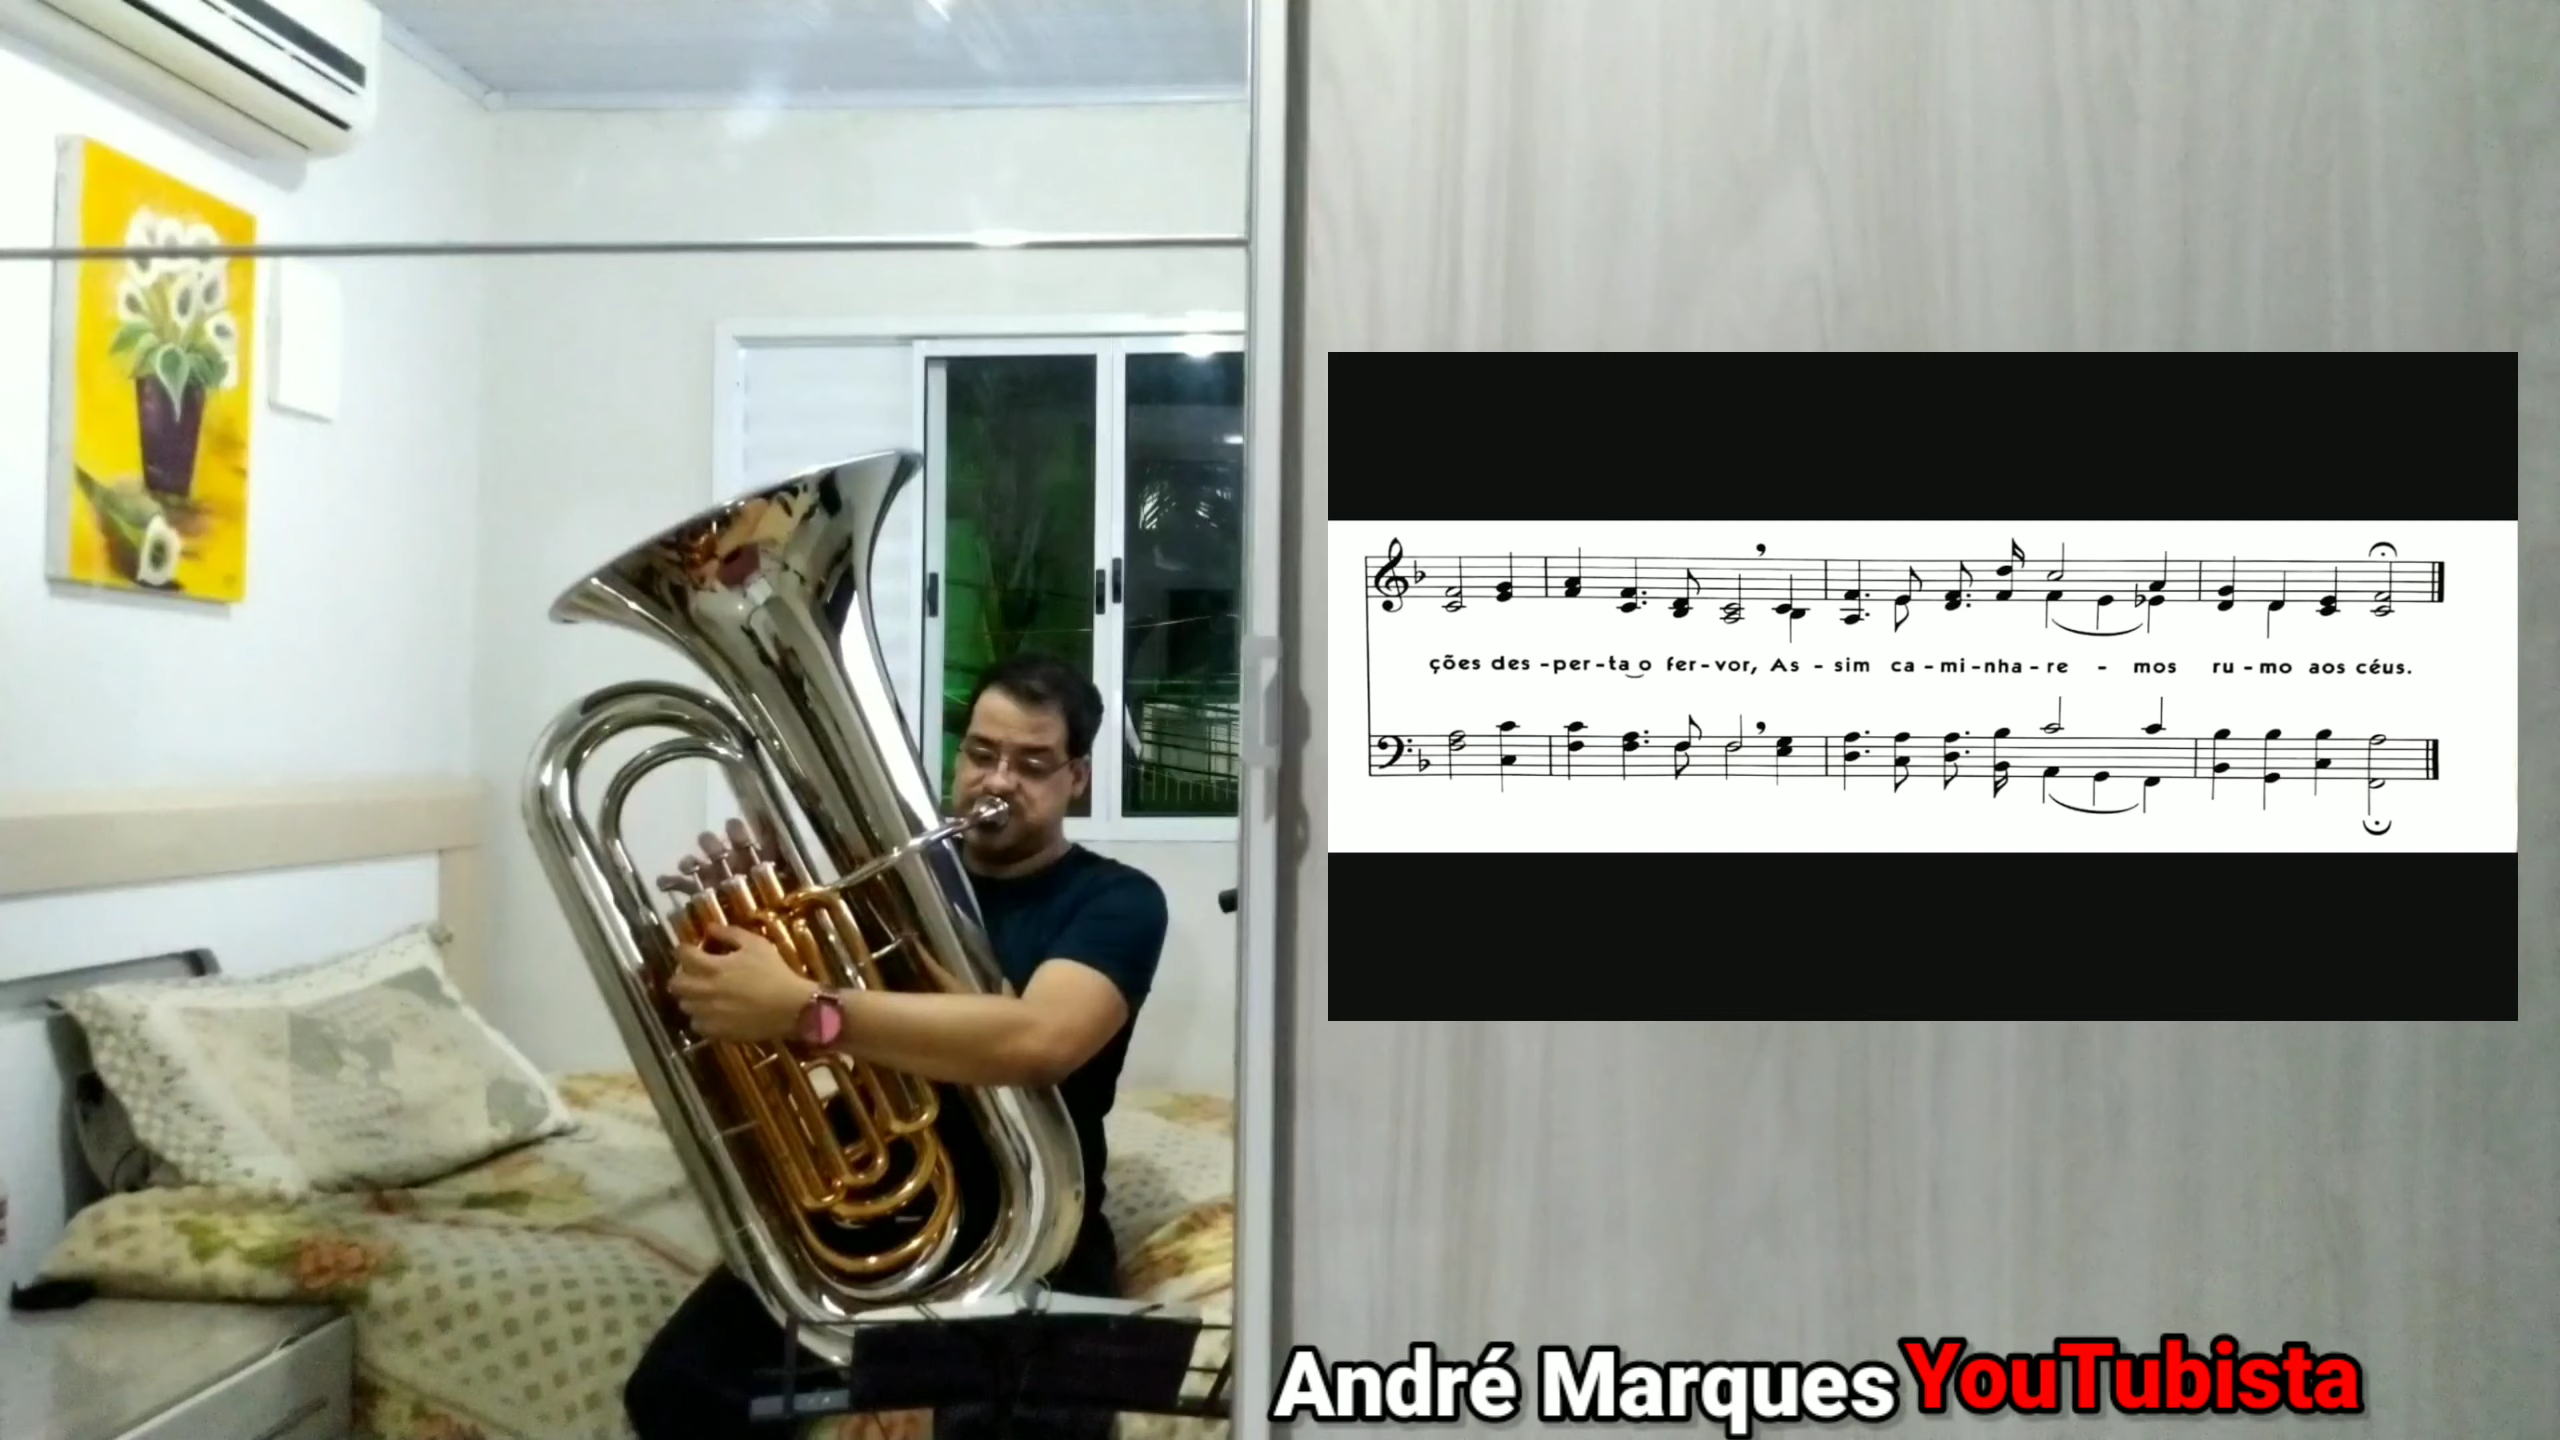 ções des - per - ta o fer - vor, As - sim ca - mi - nha - re - mos ru - mo aos céus.
André Marques YouTubista